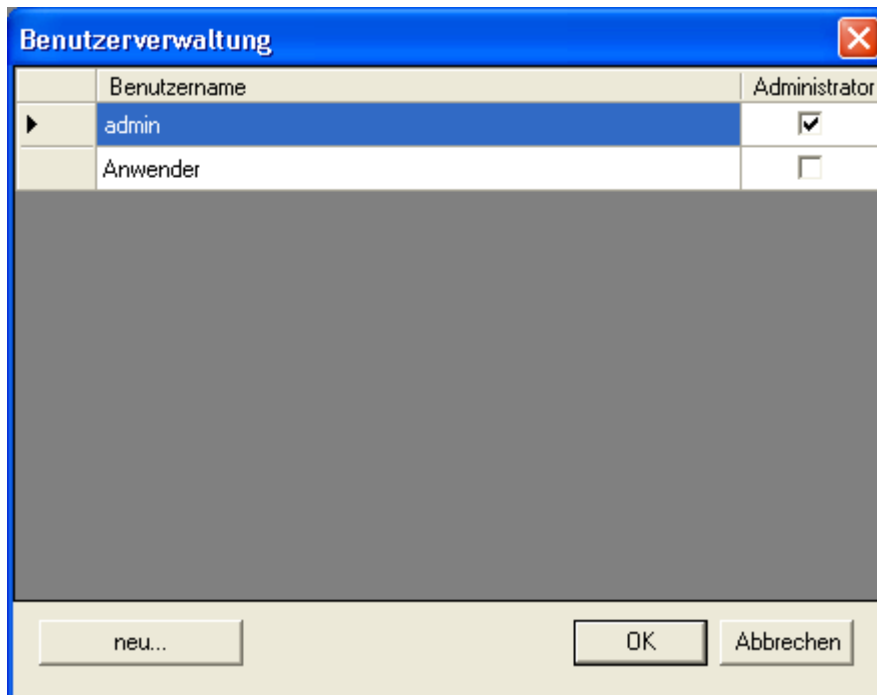 Benutzerverwaltung
Benutzername Administrator
admin
Anwender
neu... OK Abbrechen